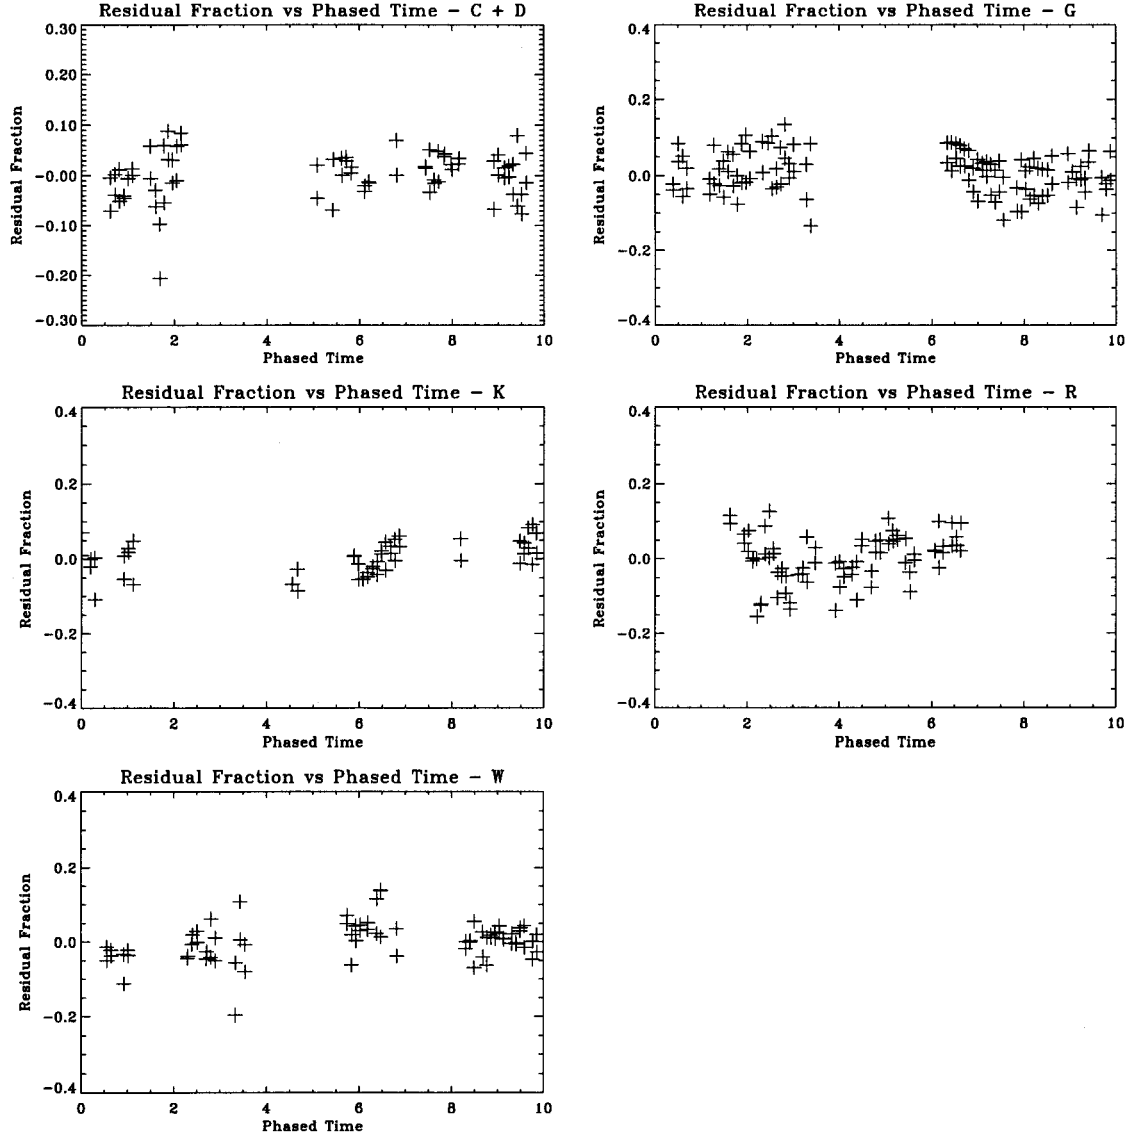 Residual Fraction vs Phased Time - C + D
0.30
0.20
0.10
-0.00
-0.10
-0.20
-0.30
Residual Fraction
0 2 4 6 8 10
Phased Time
Residual Fraction vs Phased Time - G
0.4
0.2
0.0
-0.2
-0.4
Residual Fraction
0 2 4 6 8 10
Phased Time
Residual Fraction vs Phased Time - K
0.4
0.2
0.0
-0.2
-0.4
Residual Fraction
0 2 4 6 8 10
Phased Time
Residual Fraction vs Phased Time - R
0.4
0.2
0.0
-0.2
-0.4
Residual Fraction
0 2 4 6 8 10
Phased Time
Residual Fraction vs Phased Time - W
0.4
0.2
0.0
-0.2
-0.4
Residual Fraction
0 2 4 6 8 10
Phased Time